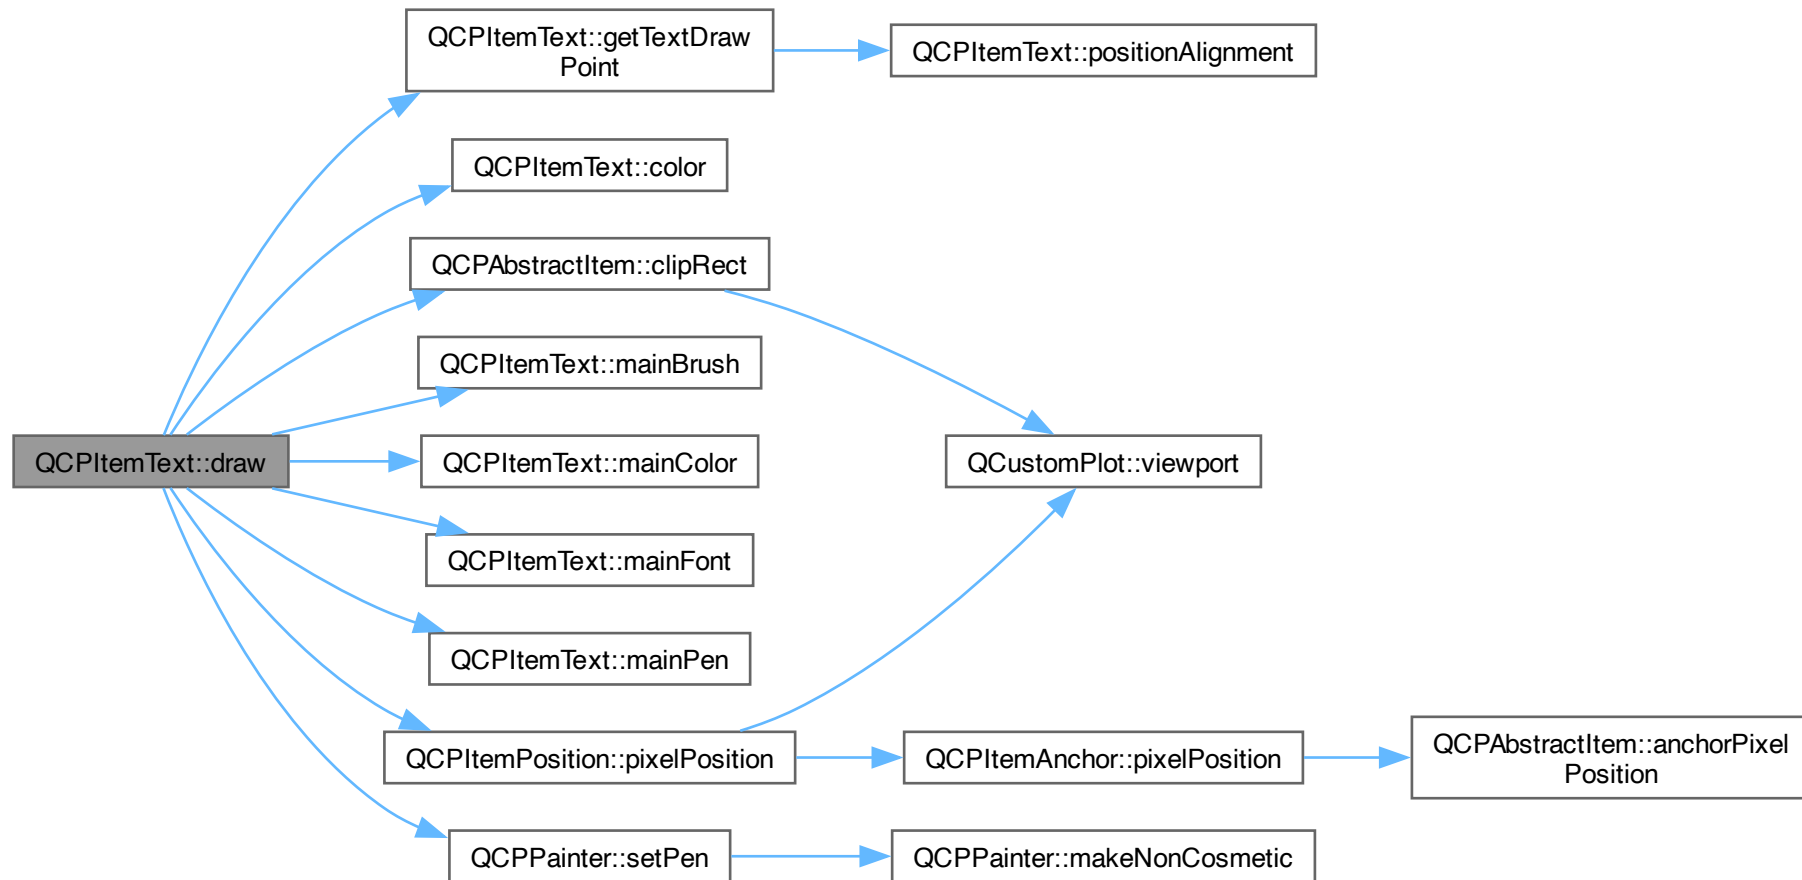 QCPItemText::getTextDraw
Point
QCPItemText::positionAlignment
QCPItemText::color
QCPAbstractItem::clipRect
QCPItemText::mainBrush
QCPItemText::draw
QCPItemText::mainColor
QCustomPlot::viewport
QCPItemText::mainFont
QCPItemText::mainPen
QCPItemPosition::pixelPosition
QCPItemAnchor::pixelPosition
QCPAbstractItem::anchorPixel
Position
QCPPainter::setPen
QCPPainter::makeNonCosmetic